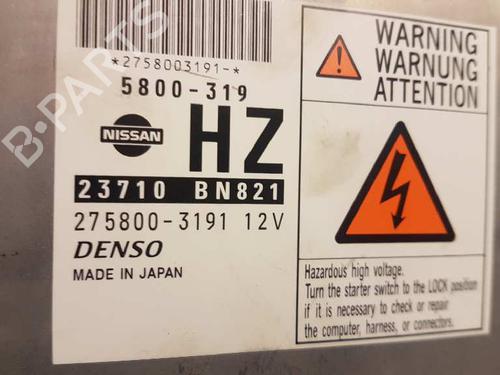 *2758003191-*
5800-319
NISSAN
HZ
23710 BN821
275800-3191 12V
DENSO
MADE IN JAPAN
WARNING
WARNUNG
ATTENTION
Hazardous high voltage.
Turn the starter switch to the LOCK position
if it is necessary to check or repair
the computer, harness, or connectors.
B-PARTS